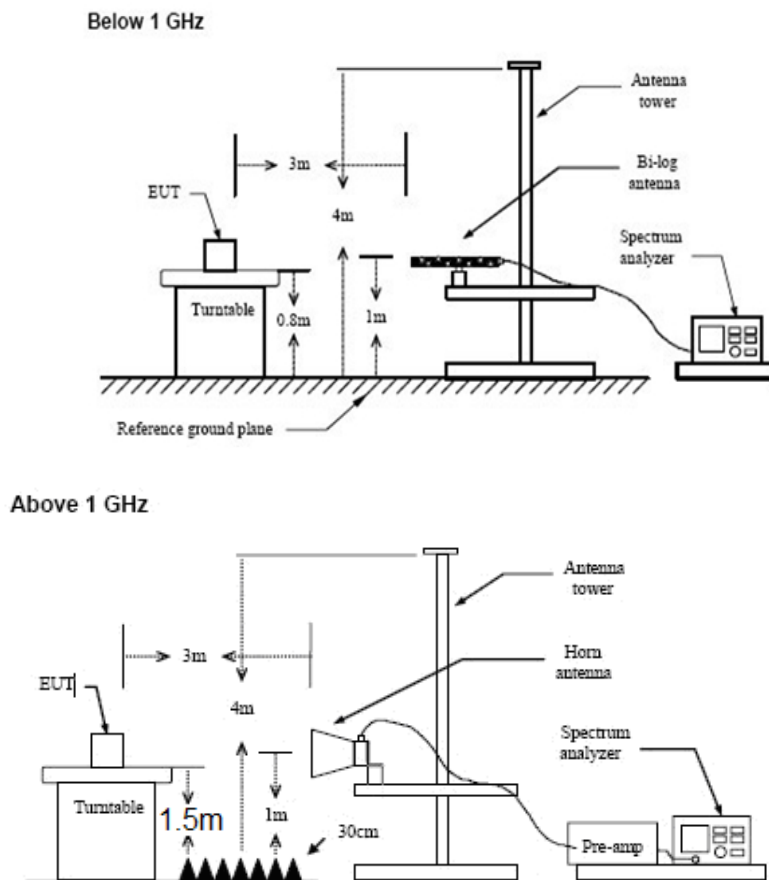 Below 1 GHz
Antenna
tower
3m
Bi-log
antenna
EUT
4m
Spectrum
analyzer
Turntable
0.8m
1m
Reference ground plane
Above 1 GHz
Antenna
tower
3m
Horn
antenna
EUT
4m
Spectrum
analyzer
Turntable
1.5m
1m
30cm
Pre-amp